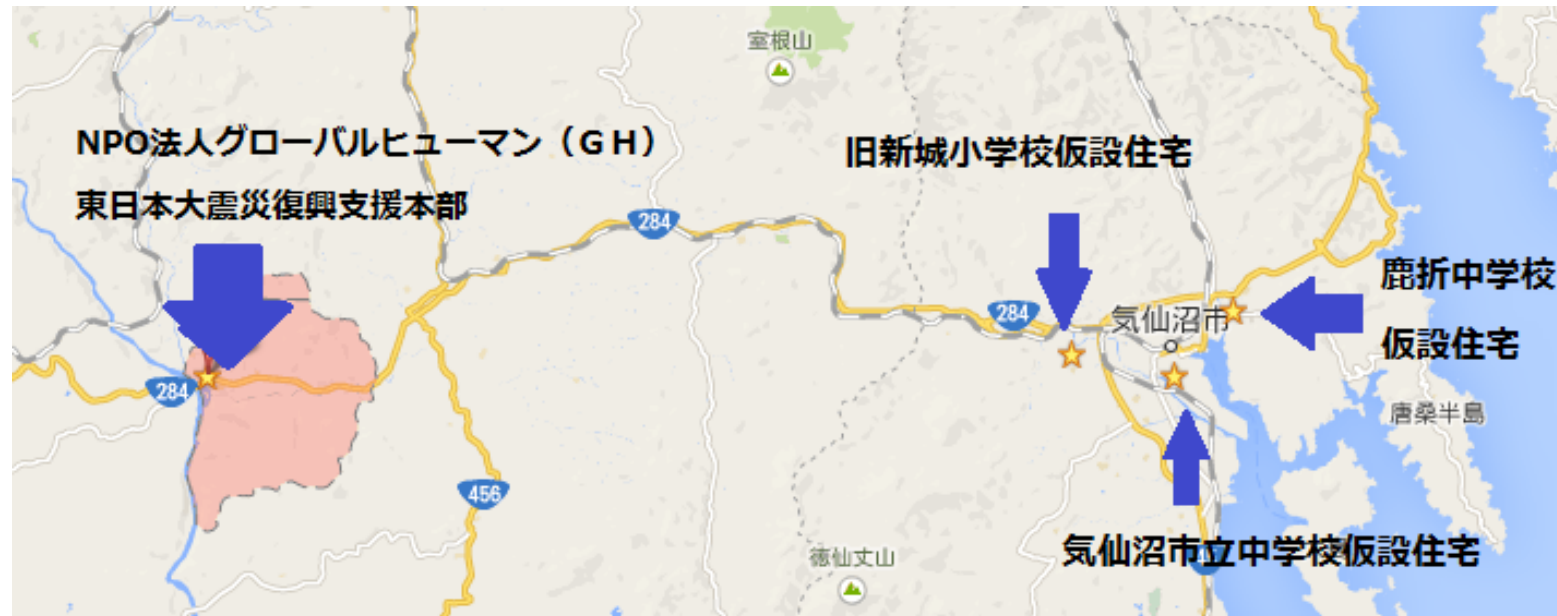 室根山
NPO法人グローバルヒューマン（ＧＨ）
東日本大震災復興支援本部
旧新城小学校仮設住宅
284
鹿折中学校
仮設住宅
284
気仙沼市
284
唐桑半島
456
気仙沼市立中学校仮設住宅
徳仙丈山